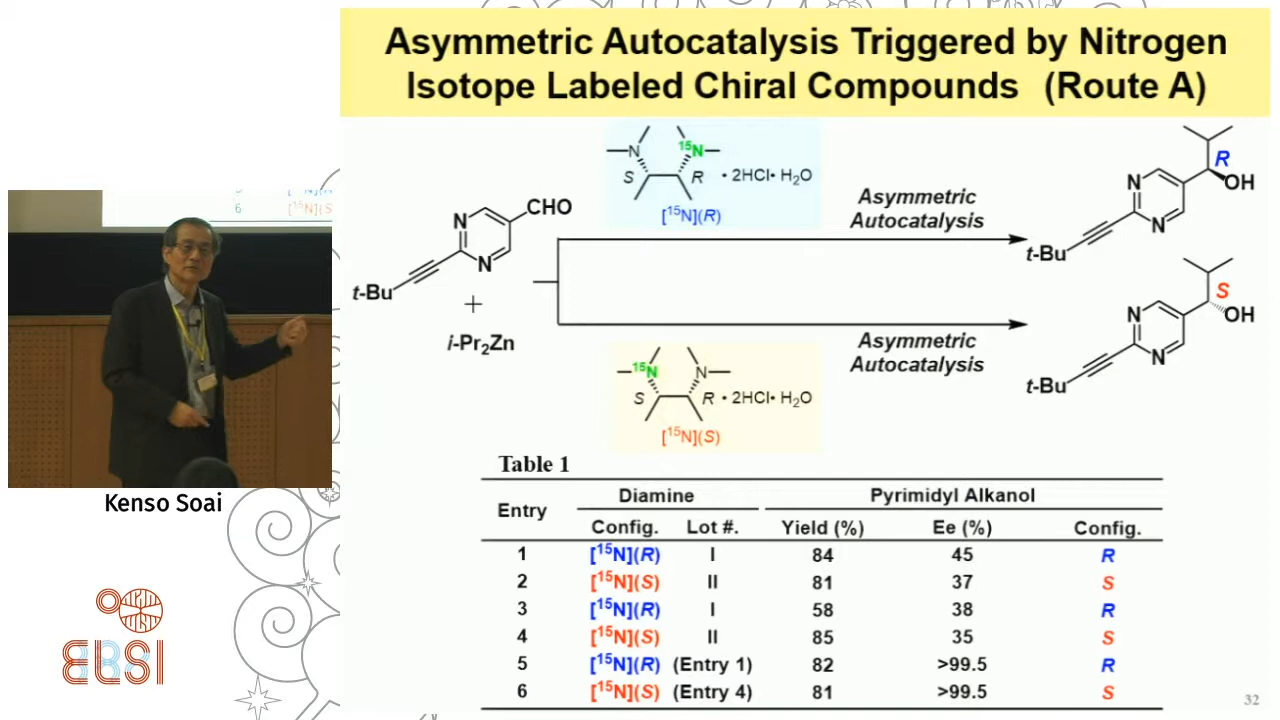 Asymmetric Autocatalysis Triggered by Nitrogen
Isotope Labeled Chiral Compounds (Route A)
N
15N
S
R
• 2HCl• H2O
[15N](R)
Asymmetric
Autocatalysis
R
OH
N
N
t-Bu
CHO
N
N
t-Bu
+
i-Pr2Zn
S
OH
N
N
t-Bu
Asymmetric
Autocatalysis
15N
N
S
R
• 2HCl• H2O
[15N](S)
6 [15N](S
Kenso Soai
ELSI
Table 1
Entry Diamine Pyrimidyl Alkanol
Config. Lot #. Yield (%) Ee (%) Config.
1 [15N](R) I 84 45 R
2 [15N](S) II 81 37 S
3 [15N](R) I 58 38 R
4 [15N](S) II 85 35 S
5 [15N](R) (Entry 1) 82 >99.5 R
6 [15N](S) (Entry 4) 81 >99.5 S
32